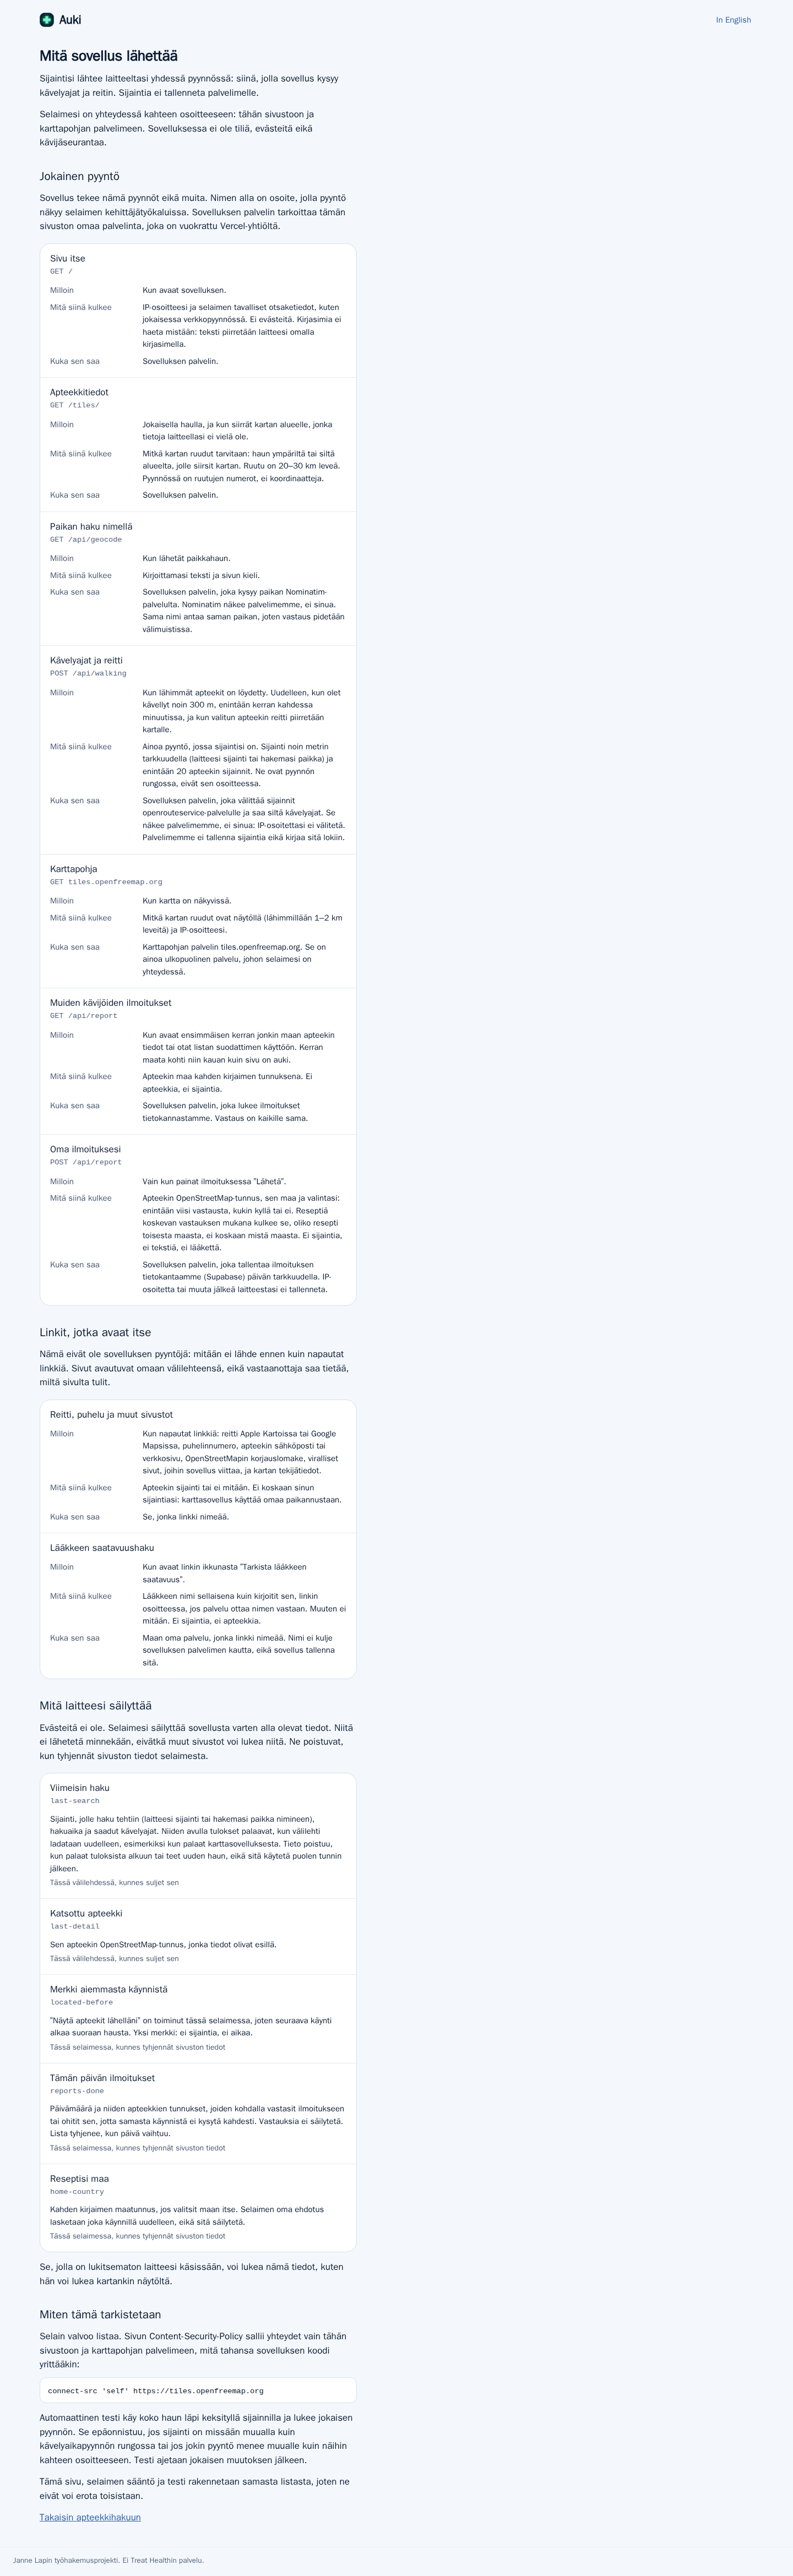 Auki
In English
Mitä sovellus lähettää
Sijaintisi lähtee laitteeltasi yhdessä pyynnössä: siinä, jolla sovellus kysyy
kävelyajat ja reitin. Sijaintia ei tallenneta palvelimelle.
Selaimesi on yhteydessä kahteen osoitteeseen: tähän sivustoon ja
karttapohjan palvelimeen. Sovelluksessa ei ole tiliä, evästeitä eikä
kävijäseurantaa.
Jokainen pyyntö
Sovellus tekee nämä pyynnöt eikä muita. Nimen alla on osoite, jolla pyyntö
näkyy selaimen kehittäjätyökaluissa. Sovelluksen palvelin tarkoittaa tämän
sivuston omaa palvelinta, joka on vuokrattu Vercel-yhtiöltä.
Sivu itse
GET /
Milloin
Kun avaat sovelluksen.
Mitä siinä kulkee
IP-osoitteesi ja selaimen tavalliset otsaketiedot, kuten
jokaisessa verkkopyynnössä. Ei evästeitä. Kirjasimia ei
haeta mistään: teksti piirretään laitteesi omalla
kirjasimella.
Kuka sen saa
Sovelluksen palvelin.
Apteekkitiedot
GET /tiles/
Milloin
Jokaisella haulla, ja kun siirrät kartan alueelle, jonka
tietoja laitteellasi ei vielä ole.
Mitä siinä kulkee
Mitkä kartan ruudut tarvitaan: haun ympäriltä tai siltä
alueelta, jolle siirsit kartan. Ruutu on 20–30 km leveä.
Pyynnössä on ruutujen numerot, ei koordinaatteja.
Kuka sen saa
Sovelluksen palvelin.
Paikan haku nimellä
GET /api/geocode
Milloin
Kun lähetät paikkahaun.
Mitä siinä kulkee
Kirjoittamasi teksti ja sivun kieli.
Kuka sen saa
Sovelluksen palvelin, joka kysyy paikan Nominatim-
palvelulta. Nominatim näkee palvelimemme, ei sinua.
Sama nimi antaa saman paikan, joten vastaus pidetään
välimuistissa.
Kävelyajat ja reitti
POST /api/walking
Milloin
Kun lähimmät apteekit on löydetty. Uudelleen, kun olet
kävellyt noin 300 m, enintään kerran kahdessa
minuutissa, ja kun valitun apteekin reitti piirretään
kartalle.
Mitä siinä kulkee
Ainoa pyyntö, jossa sijaintisi on. Sijainti noin metrin
tarkkuudella (laitteesi sijainti tai hakemasi paikka) ja
enintään 20 apteekin sijainnit. Ne ovat pyynnön
rungossa, eivät sen osoitteessa.
Kuka sen saa
Sovelluksen palvelin, joka välittää sijainnit
openrouteservice-palvelulle ja saa siltä kävelyajat. Se
näkee palvelimemme, ei sinua: IP-osoitettasi ei välitetä.
Palvelimemme ei tallenna sijaintia eikä kirjaa sitä lokiin.
Karttapohja
GET tiles.openfreemap.org
Milloin
Kun kartta on näkyvissä.
Mitä siinä kulkee
Mitkä kartan ruudut ovat näytöllä (lähimmillään 1–2 km
leveitä) ja IP-osoitteesi.
Kuka sen saa
Karttapohjan palvelin tiles.openfreemap.org. Se on
ainoa ulkopuolinen palvelu, johon selaimesi on
yhteydessä.
Muiden kävijöiden ilmoitukset
GET /api/report
Milloin
Kun avaat ensimmäisen kerran jonkin maan apteekin
tiedot tai otat listan suodattimen käyttöön. Kerran
maata kohti niin kauan kuin sivu on auki.
Mitä siinä kulkee
Apteekin maa kahden kirjaimen tunnuksena. Ei
apteekkia, ei sijaintia.
Kuka sen saa
Sovelluksen palvelin, joka lukee ilmoitukset
tietokannastamme. Vastaus on kaikille sama.
Oma ilmoituksesi
POST /api/report
Milloin
Vain kun painat ilmoituksessa "Lähetä".
Mitä siinä kulkee
Apteekin OpenStreetMap-tunnus, sen maa ja valintasi:
enintään viisi vastausta, kukin kyllä tai ei. Reseptiä
koskevan vastauksen mukana kulkee se, oliko resepti
toisesta maasta, ei koskaan mistä maasta. Ei sijaintia,
ei tekstiä, ei lääkettä.
Kuka sen saa
Sovelluksen palvelin, joka tallentaa ilmoituksen
tietokantaamme (Supabase) päivän tarkkuudella. IP-
osoitetta tai muuta jälkeä laitteestasi ei tallenneta.
Linkit, jotka avaat itse
Nämä eivät ole sovelluksen pyyntöjä: mitään ei lähde ennen kuin napautat
linkkiä. Sivut avautuvat omaan välilehteensä, eikä vastaanottaja saa tietää,
miltä sivulta tulit.
Reitti, puhelu ja muut sivustot
Milloin
Kun napautat linkkiä: reitti Apple Kartoissa tai Google
Mapsissa, puhelinnumero, apteekin sähköposti tai
verkkosivu, OpenStreetMapin korjauslomake, viralliset
sivut, joihin sovellus viittaa, ja kartan tekijätiedot.
Mitä siinä kulkee
Apteekin sijainti tai ei mitään. Ei koskaan sinun
sijaintiasi: karttasovellus käyttää omaa paikannustaan.
Kuka sen saa
Se, jonka linkki nimeää.
Lääkkeen saatavuushaku
Milloin
Kun avaat linkin ikkunasta "Tarkista lääkkeen
saatavuus".
Mitä siinä kulkee
Lääkkeen nimi sellaisena kuin kirjoitit sen, linkin
osoitteessa, jos palvelu ottaa nimen vastaan. Muuten ei
mitään. Ei sijaintia, ei apteekkia.
Kuka sen saa
Maan oma palvelu, jonka linkki nimeää. Nimi ei kulje
sovelluksen palvelimen kautta, eikä sovellus tallenna
sitä.
Mitä laitteesi säilyttää
Evästeitä ei ole. Selaimesi säilyttää sovellusta varten alla olevat tiedot. Niitä
ei lähetetä minnekään, eivätkä muut sivustot voi lukea niitä. Ne poistuvat,
kun tyhjennät sivuston tiedot selaimesta.
Viimeisin haku
last-search
Sijainti, jolle haku tehtiin (laitteesi sijainti tai hakemasi paikka nimineen),
hakuaika ja saadut kävelyajat. Niiden avulla tulokset palaavat, kun välilehti
ladataan uudelleen, esimerkiksi kun palaat karttasovelluksesta. Tieto poistuu,
kun palaat tuloksista alkuun tai teet uuden haun, eikä sitä käytetä puolen tunnin
jälkeen.
Tässä välilehdessä, kunnes suljet sen
Katsottu apteekki
last-detail
Sen apteekin OpenStreetMap-tunnus, jonka tiedot olivat esillä.
Tässä välilehdessä, kunnes suljet sen
Merkki aiemmasta käynnistä
located-before
"Näytä apteekit lähelläni" on toiminut tässä selaimessa, joten seuraava käynti
alkaa suoraan hausta. Yksi merkki: ei sijaintia, ei aikaa.
Tässä selaimessa, kunnes tyhjennät sivuston tiedot
Tämän päivän ilmoitukset
reports-done
Päivämäärä ja niiden apteekkien tunnukset, joiden kohdalla vastasit ilmoitukseen
tai ohitit sen, jotta samasta käynnistä ei kysytä kahdesti. Vastauksia ei säilytetä.
Lista tyhjenee, kun päivä vaihtuu.
Tässä selaimessa, kunnes tyhjennät sivuston tiedot
Reseptisi maa
home-country
Kahden kirjaimen maatunnus, jos valitsit maan itse. Selaimen oma ehdotus
lasketaan joka käynnillä uudelleen, eikä sitä säilytetä.
Tässä selaimessa, kunnes tyhjennät sivuston tiedot
Se, jolla on lukitsematon laitteesi käsissään, voi lukea nämä tiedot, kuten
hän voi lukea kartankin näytöltä.
Miten tämä tarkistetaan
Selain valvoo listaa. Sivun Content-Security-Policy sallii yhteydet vain tähän
sivustoon ja karttapohjan palvelimeen, mitä tahansa sovelluksen koodi
yrittääkin:
connect-src 'self' https://tiles.openfreemap.org
Automaattinen testi käy koko haun läpi keksityllä sijainnilla ja lukee jokaisen
pyynnön. Se epäonnistuu, jos sijainti on missään muualla kuin
kävelyaikapyynnön rungossa tai jos jokin pyyntö menee muualle kuin näihin
kahteen osoitteeseen. Testi ajetaan jokaisen muutoksen jälkeen.
Tämä sivu, selaimen sääntö ja testi rakennetaan samasta listasta, joten ne
eivät voi erota toisistaan.
Takaisin apteekkihakuun
Janne Lapin työhakemusprojekti. Ei Treat Healthin palvelu.